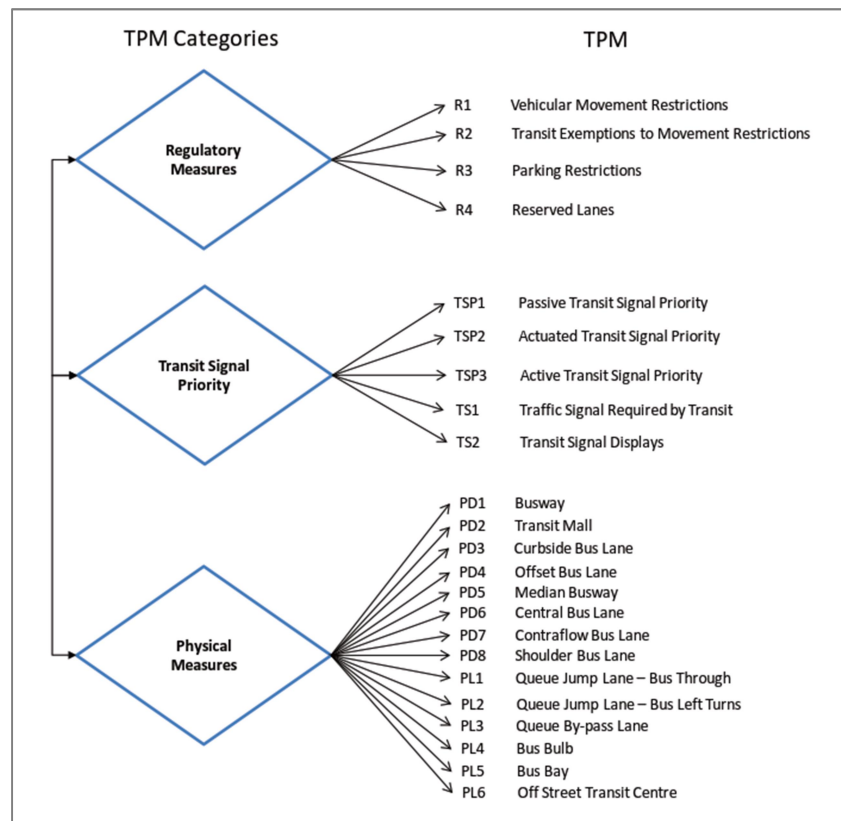 TPM Categories TPM
Regulatory
Measures
R1 Vehicular Movement Restrictions
R2 Transit Exemptions to Movement Restrictions
R3 Parking Restrictions
R4 Reserved Lanes
Transit Signal
Priority
TSP1 Passive Transit Signal Priority
TSP2 Actuated Transit Signal Priority
TSP3 Active Transit Signal Priority
TS1 Traffic Signal Required by Transit
TS2 Transit Signal Displays
Physical
Measures
PD1 Busway
PD2 Transit Mall
PD3 Curbside Bus Lane
PD4 Offset Bus Lane
PD5 Median Busway
PD6 Central Bus Lane
PD7 Contraflow Bus Lane
PD8 Shoulder Bus Lane
PL1 Queue Jump Lane – Bus Through
PL2 Queue Jump Lane – Bus Left Turns
PL3 Queue By-pass Lane
PL4 Bus Bulb
PL5 Bus Bay
PL6 Off Street Transit Centre